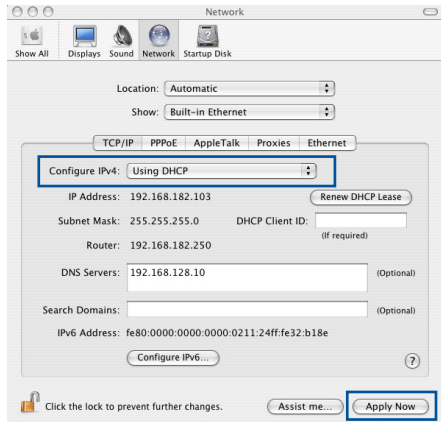 Network
Show All Displays Sound Network Startup Disk
Location: Automatic
Show: Built-in Ethernet
TCP/IP PPPoE AppleTalk Proxies Ethernet
Configure IPv4: Using DHCP
IP Address: 192.168.182.103 Renew DHCP Lease
Subnet Mask: 255.255.255.0 DHCP Client ID:
(If required)
Router: 192.168.182.250
DNS Servers: 192.168.128.10 (Optional)
Search Domains: (Optional)
IPv6 Address: fe80:0000:0000:0000:0211:24ff:fe32:b18e
Configure IPv6...
?
Click the lock to prevent further changes. Assist me... Apply Now